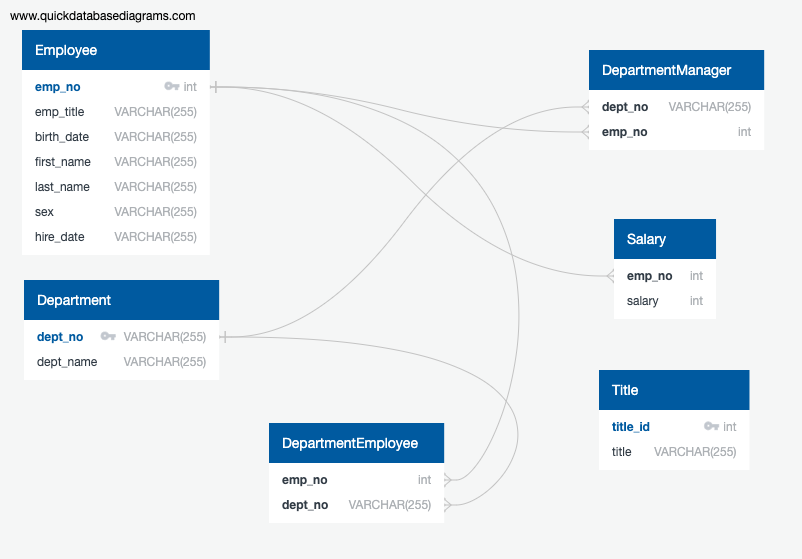 www.quickdatabasediagrams.com
Employee
emp_no int
emp_title VARCHAR(255)
birth_date VARCHAR(255)
first_name VARCHAR(255)
last_name VARCHAR(255)
sex VARCHAR(255)
hire_date VARCHAR(255)
DepartmentManager
dept_no VARCHAR(255)
emp_no int
Salary
emp_no int
salary int
Department
dept_no VARCHAR(255)
dept_name VARCHAR(255)
Title
title_id int
title VARCHAR(255)
DepartmentEmployee
emp_no int
dept_no VARCHAR(255)